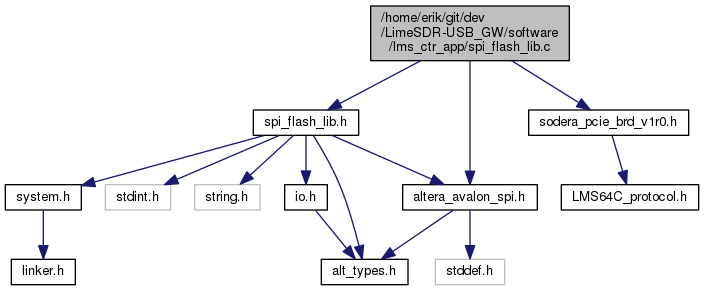 /home/erik/git/dev
/LimeSDR-USB_GW/software
/lms_ctr_app/spi_flash_lib.c
spi_flash_lib.h
sodera_pcie_brd_v1r0.h
system.h
stdint.h
string.h
io.h
altera_avalon_spi.h
LMS64C_protocol.h
linker.h
alt_types.h
stddef.h